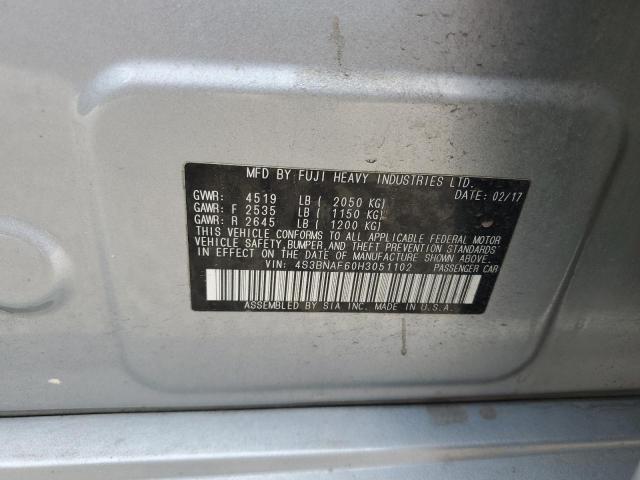 MFD BY FUJI HEAVY INDUSTRIES LTD.
DATE: 02/17
GVWR: 4519 LB ( 2050 KG)
GAWR: F 2535 LB ( 1150 KG)
GAWR: R 2645 LB ( 1200 KG)
THIS VEHICLE CONFORMS TO ALL APPLICABLE FEDERAL MOTOR
VEHICLE SAFETY, BUMPER, AND THEFT PREVENTION STANDARDS
IN EFFECT ON THE DATE OF MANUFACTURE SHOWN ABOVE.
VIN: 4S3BNAF60H3051102 PASSENGER CAR
ASSEMBLED BY SIA INC. MADE IN U.S.A.